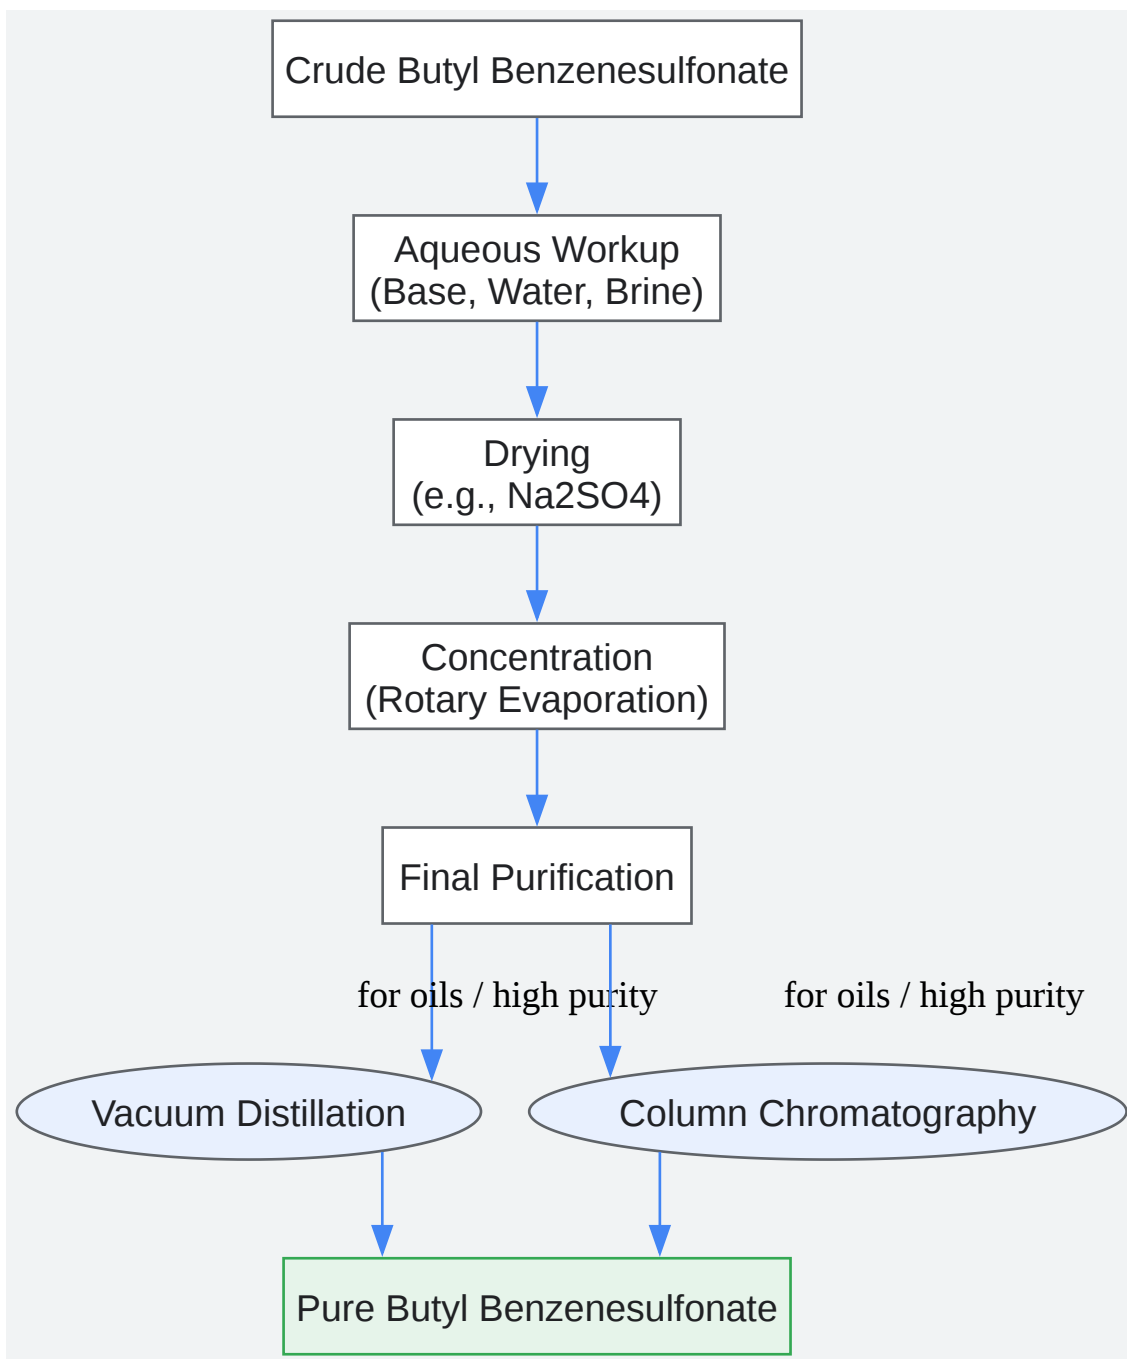 Crude Butyl Benzenesulfonate
Aqueous Workup
(Base, Water, Brine)
Drying
(e.g., Na2SO4)
Concentration
(Rotary Evaporation)
Final Purification
for oils / high purity
for oils / high purity
Vacuum Distillation
Column Chromatography
Pure Butyl Benzenesulfonate